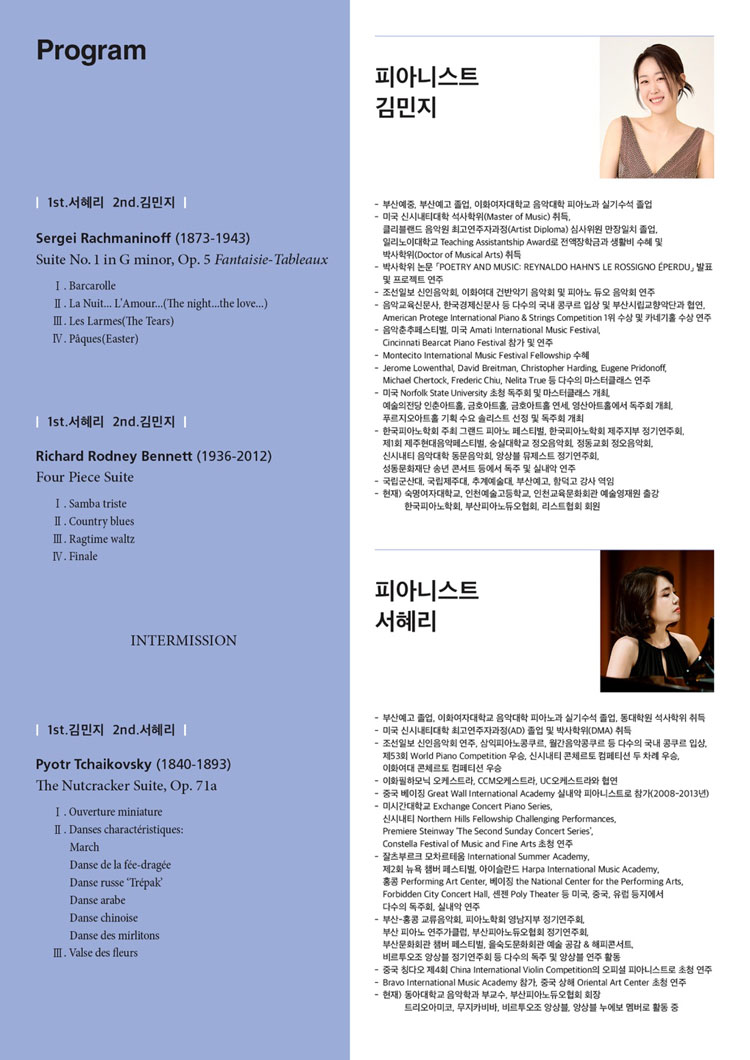 Program
1st.서혜리 2nd.김민지
Sergei Rachmaninoff (1873-1943)
Suite No. 1 in G minor, Op. 5 Fantaisie-Tableaux
Ⅰ. Barcarolle
Ⅱ. La Nuit... L'Amour...(The night...the love...)
Ⅲ. Les Larmes(The Tears)
Ⅳ. Pâques(Easter)
1st.서혜리 2nd.김민지
Richard Rodney Bennett (1936-2012)
Four Piece Suite
Ⅰ. Samba triste
Ⅱ. Country blues
Ⅲ. Ragtime waltz
Ⅳ. Finale
INTERMISSION
1st.김민지 2nd.서혜리
Pyotr Tchaikovsky (1840-1893)
The Nutcracker Suite, Op. 71a
Ⅰ. Ouverture miniature
Ⅱ. Danses charactéristiques:
March
Danse de la fée-dragée
Danse russe ‘Trépak’
Danse arabe
Danse chinoise
Danse des mirlitons
Ⅲ. Valse des fleurs
피아니스트
김민지
- 부산예중, 부산예고 졸업, 이화여자대학교 음악대학 피아노과 실기수석 졸업
- 미국 신시내티대학 석사학위(Master of Music) 취득,
클리블랜드 음악원 최고연주자과정(Artist Diploma) 심사위원 만장일치 졸업,
일리노이대학교 Teaching Assistantship Award로 전액장학금과 생활비 수혜 및
박사학위(Doctor of Musical Arts) 취득
- 박사학위 논문 「POETRY AND MUSIC: REYNALDO HAHN'S LE ROSSIGNO ÉPERDU」 발표
및 프로젝트 연주
- 조선일보 신인음악회, 이화여대 건반악기 음악회 및 피아노 듀오 음악회 연주
- 음악교육신문사, 한국경제신문사 등 다수의 국내 콩쿠르 입상 및 부산시립교향악단과 협연,
American Protege International Piano & Strings Competition 1위 수상 및 카네기홀 수상 연주
- 음악춘추페스티벌, 미국 Amati International Music Festival,
Cincinnati Bearcat Piano Festival 참가 및 연주
- Montecito International Music Festival Fellowship 수혜
- Jerome Lowenthal, David Breitman, Christopher Harding, Eugene Pridonoff,
Michael Chertock, Frederic Chiu, Nelita True 등 다수의 마스터클래스 연주
- 미국 Norfolk State University 초청 독주회 및 마스터클래스 개최,
예술의전당 인춘아트홀, 금호아트홀, 금호아트홀 연세, 영산아트홀에서 독주회 개최,
푸르지오아트홀 기획 수요 솔리스트 선정 및 독주회 개최
- 한국피아노학회 주최 그랜드 피아노 페스티벌, 한국피아노학회 제주지부 정기연주회,
제1회 제주현대음악페스티벌, 숭실대학교 정오음악회, 정동교회 정오음악회,
신시내티 음악대학 동문음악회, 앙상블 뮤제스트 정기연주회,
성동문화재단 송년 콘서트 등에서 독주 및 실내악 연주
- 국립군산대, 국립제주대, 추계예술대, 부산예고, 함덕고 강사 역임
- 현재) 숙명여자대학교, 인천예술고등학교, 인천교육문화회관 예술영재원 출강
한국피아노학회, 부산피아노듀오협회, 리스트협회 회원
피아니스트
서혜리
- 부산예고 졸업, 이화여자대학교 음악대학 피아노과 실기수석 졸업, 동대학원 석사학위 취득
- 미국 신시내티대학 최고연주자과정(AD) 졸업 및 박사학위(DMA) 취득
- 조선일보 신인음악회 연주, 삼익피아노콩쿠르, 월간음악콩쿠르 등 다수의 국내 콩쿠르 입상,
제53회 World Piano Competition 우승, 신시내티 콘체르토 컴페티션 두 차례 우승,
이화여대 콘체르토 컴페티션 우승
- 이화필하모닉 오케스트라, CCM오케스트라, UC오케스트라와 협연
- 중국 베이징 Great Wall International Academy 실내악 피아니스트로 참가(2008-2013년)
- 미시간대학교 Exchange Concert Piano Series,
신시내티 Northern Hills Fellowship Challenging Performances,
Premiere Steinway ‘The Second Sunday Concert Series’,
Constella Festival of Music and Fine Arts 초청 연주
- 잘츠부르크 모차르테움 International Summer Academy,
제2회 뉴욕 챔버 페스티벌, 아이슬란드 Harpa International Music Academy,
홍콩 Performing Art Center, 베이징 the National Center for the Performing Arts,
Forbidden City Concert Hall, 센젠 Poly Theater 등 미국, 중국, 유럽 등지에서
다수의 독주회, 실내악 연주
- 부산-홍콩 교류음악회, 피아노학회 영남지부 정기연주회,
부산 피아노 연주가클럽, 부산피아노듀오협회 정기연주회,
부산문화회관 챔버 페스티벌, 을숙도문화회관 예술 공감 & 해피콘서트,
비르투오조 앙상블 정기연주회 등 다수의 독주 및 앙상블 연주 활동
- 중국 칭다오 제4회 China International Violin Competition의 오피셜 피아니스트로 초청 연주
- Bravo International Music Academy 참가, 중국 상해 Oriental Art Center 초청 연주
- 현재) 동아대학교 음악학과 부교수, 부산피아노듀오협회 회장
트리오아미코, 무지카비바, 비르투오조 앙상블, 앙상블 누에보 멤버로 활동 중